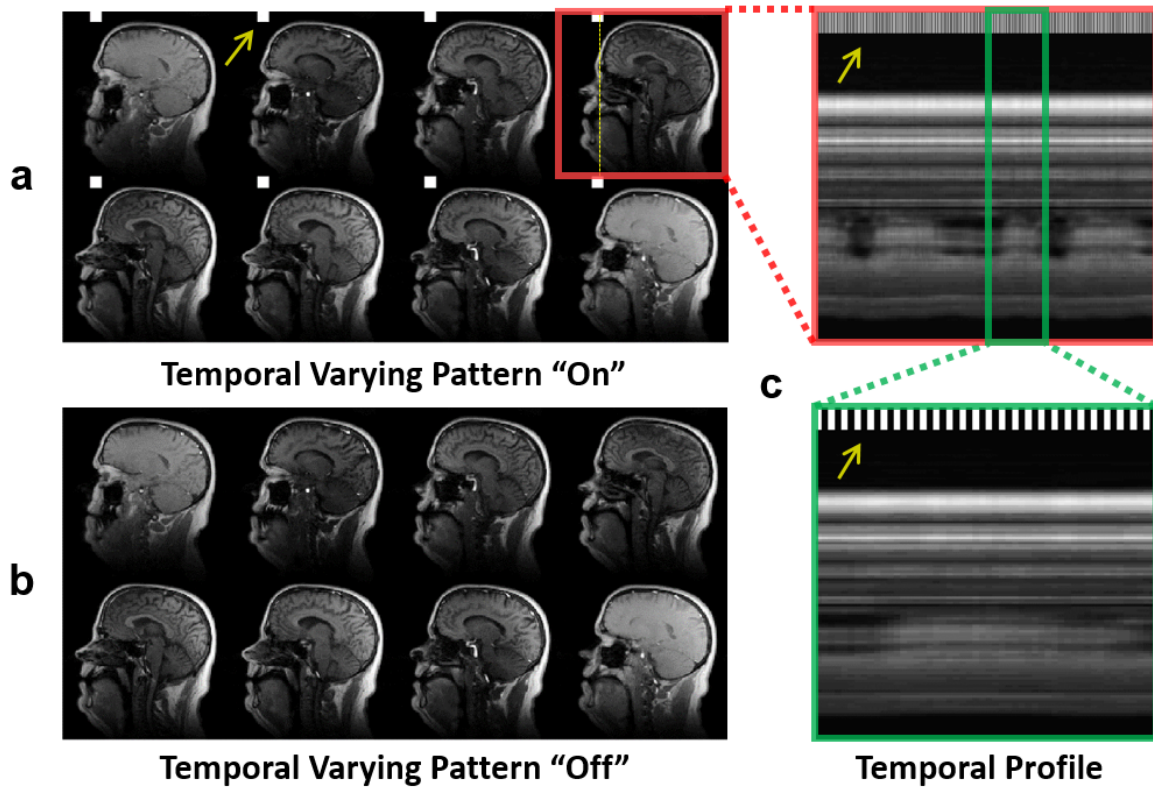 a
Temporal Varying Pattern “On”
c
b
Temporal Varying Pattern “Off”
Temporal Profile